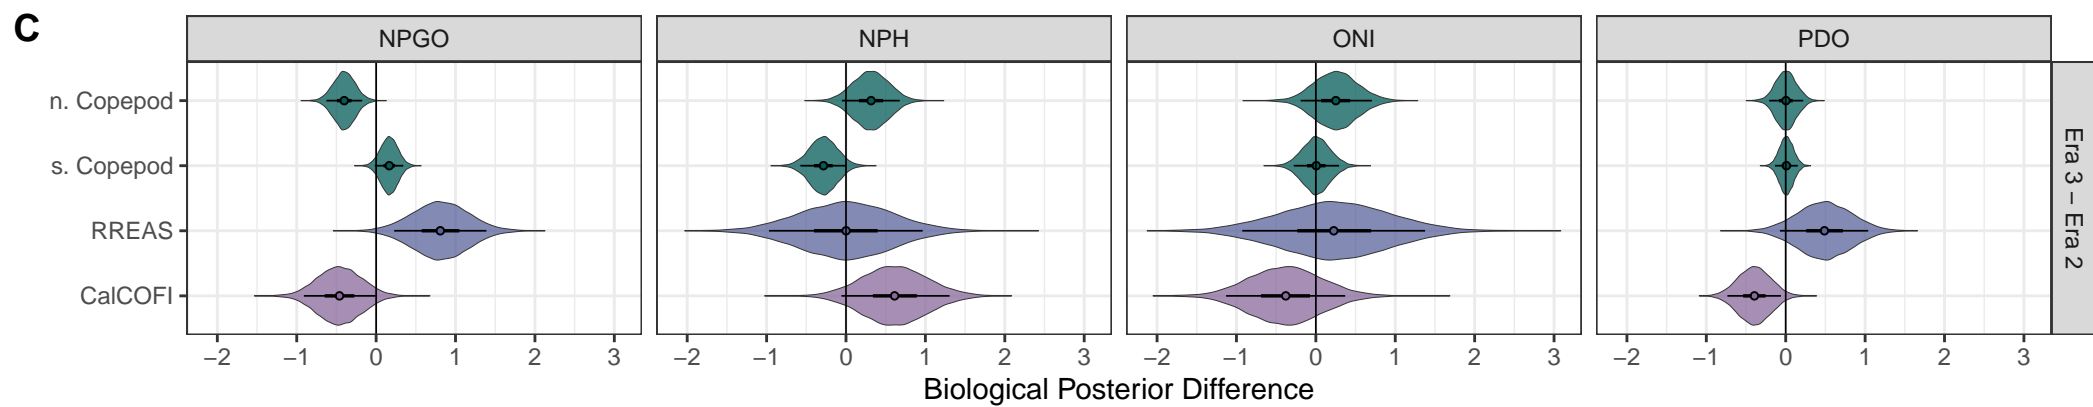 C
NPGO NPH ONI PDO
n. Copepod
s. Copepod
RREAS
CalCOFI
Era 3 − Era 2
−2 −1 0 1 2 3 −2 −1 0 1 2 3 −2 −1 0 1 2 3 −2 −1 0 1 2 3
Biological Posterior Difference